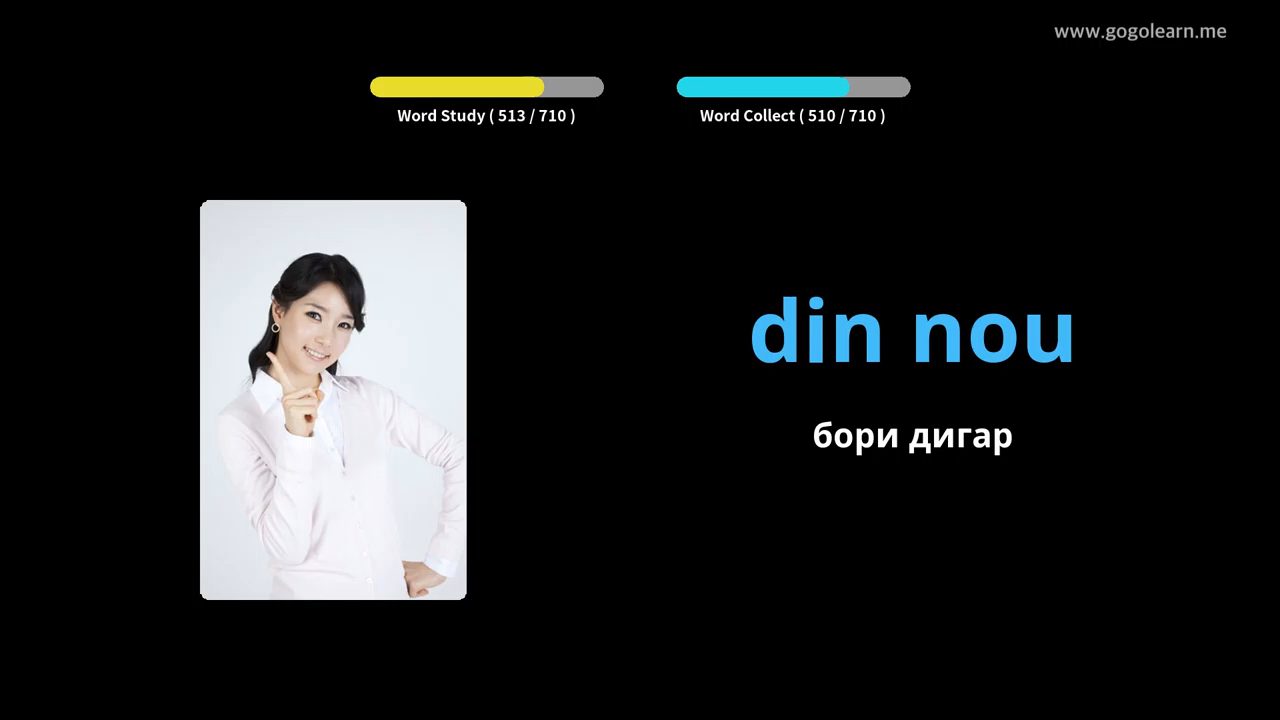 www.gogolearn.me
Word Study ( 513 / 710 )
Word Collect ( 510 / 710 )
din nou
бори дигар